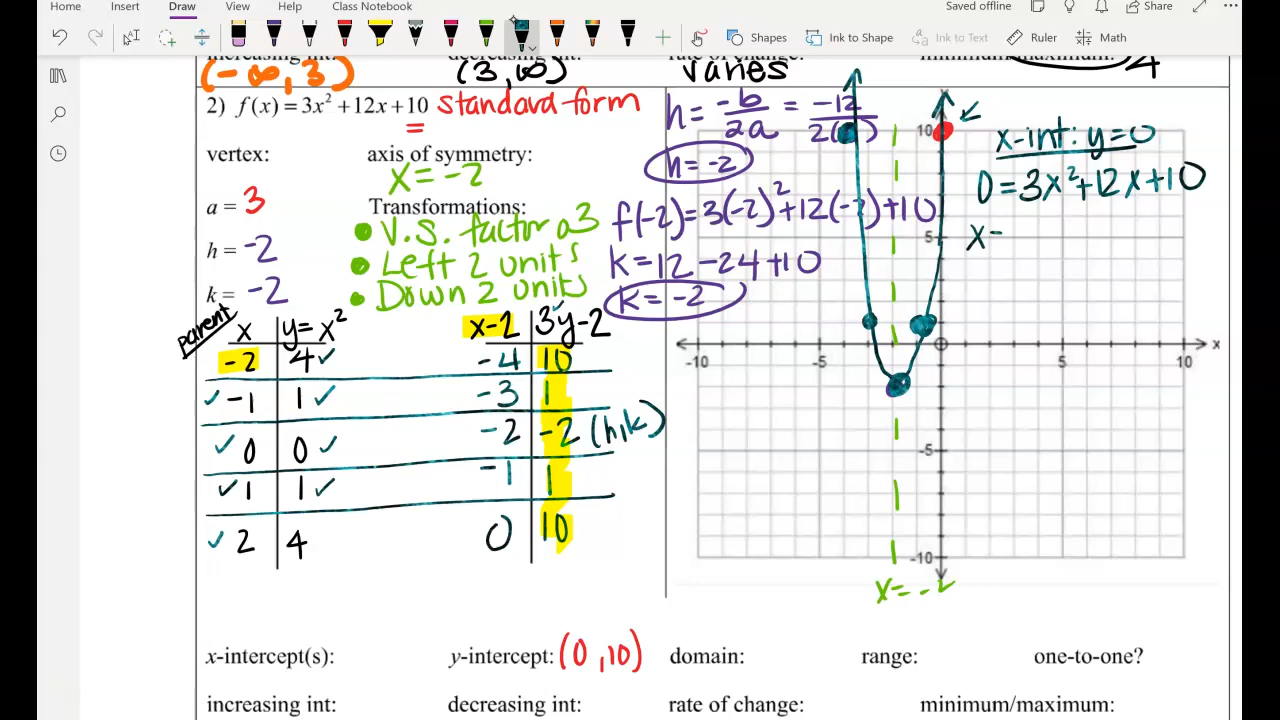 Home Insert Draw View Help Class Notebook Saved offline Share
Shapes Ink to Shape Ink to Text Ruler Math
(-∞, 3) (3, ∞) varies 4
2) f(x) = 3x² + 12x + 10 = standard form
vertex: axis of symmetry:
x = -2
a = 3 Transformations:
• V.S. factor a 3
h = -2 • Left 2 units
k = -2 • Down 2 units
parent
x y = x²
-2 4 ✓
✓ -1 1 ✓
✓ 0 0 ✓
✓ 1 1 ✓
✓ 2 4
x-2 3y-2
-4 10
-3 1
-2 -2 (h,k)
-1 1
0 10
h = -b/2a = -12/2( )
h = -2
f(-2) = 3(-2)² + 12(-2) + 10
k = 12 - 24 + 10
k = -2
x-int: y = 0
0 = 3x² + 12x + 10
x =
10
5
-10 -5 0 5 10 x
-5
-10
x = -2
x-intercept(s): y-intercept: (0, 10) domain: range: one-to-one?
increasing int: decreasing int: rate of change: minimum/maximum: